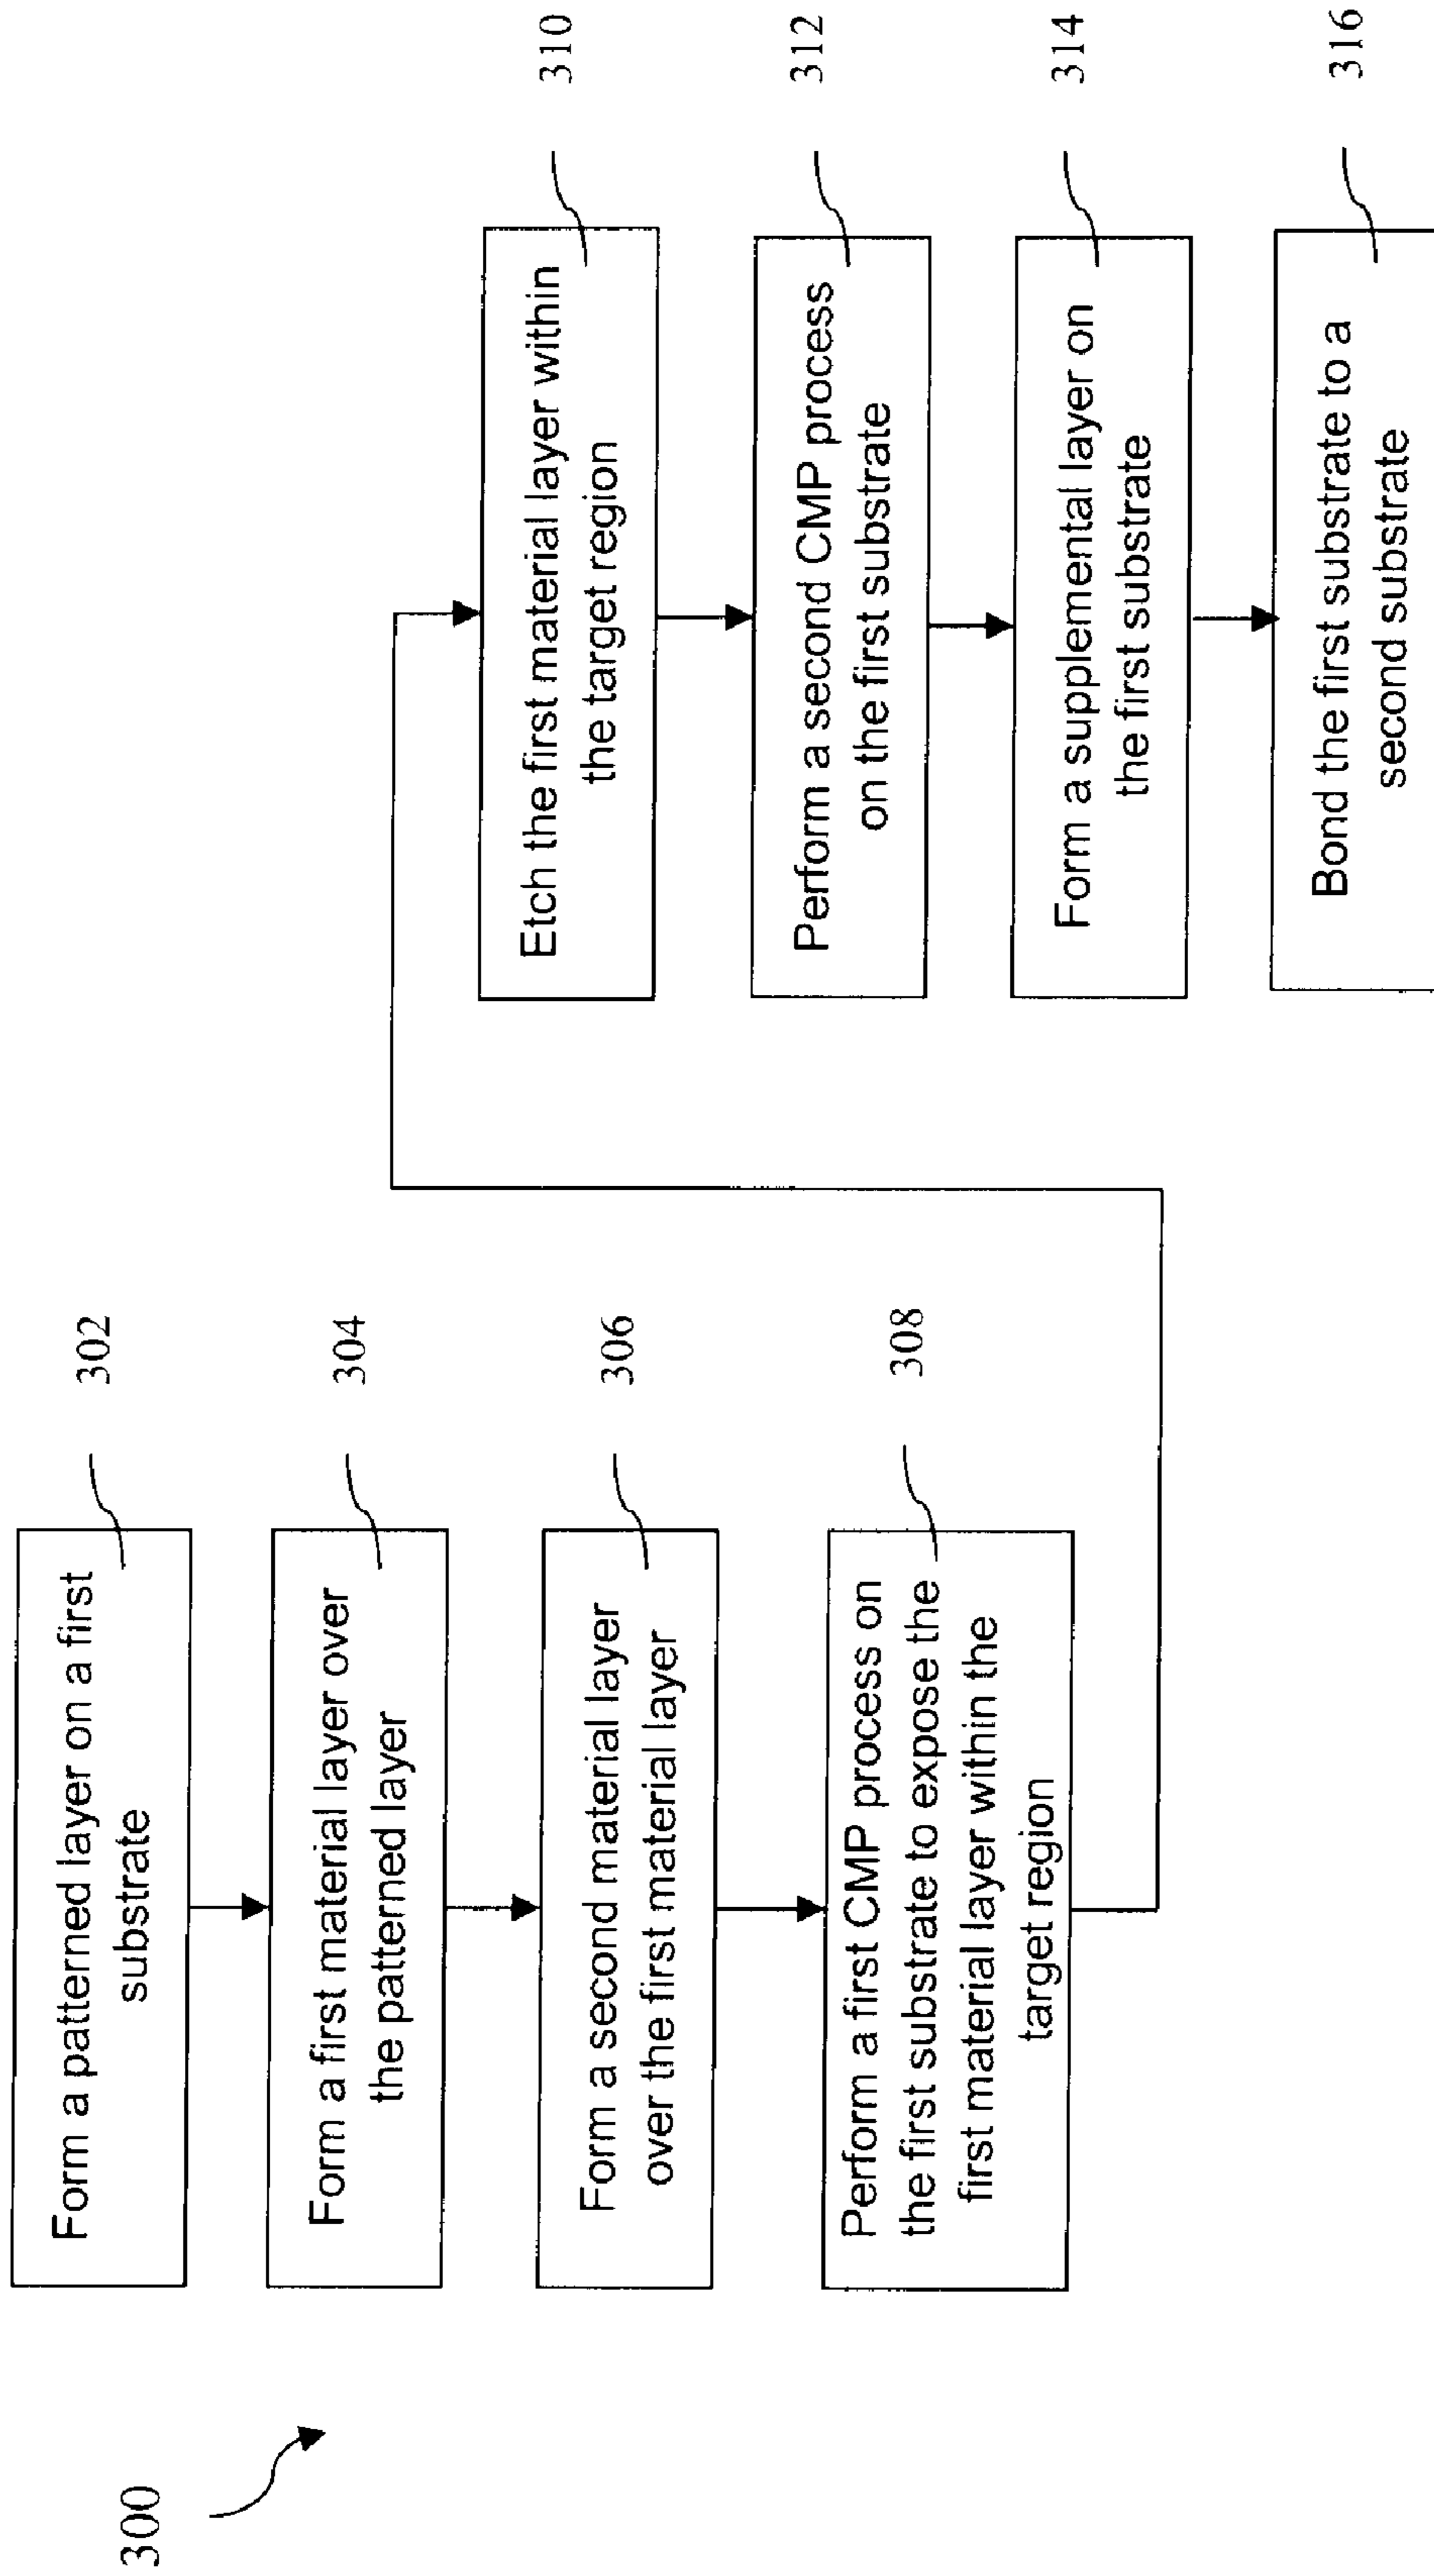 300
Form a patterned layer on a first
substrate
302
Form a first material layer over
the patterned layer
304
Form a second material layer
over the first material layer
306
Perform a first CMP process on
the first substrate to expose the
first material layer within the
target region
308
Etch the first material layer within
the target region
310
Perform a second CMP process
on the first substrate
312
Form a supplemental layer on
the first substrate
314
Bond the first substrate to a
second substrate
316